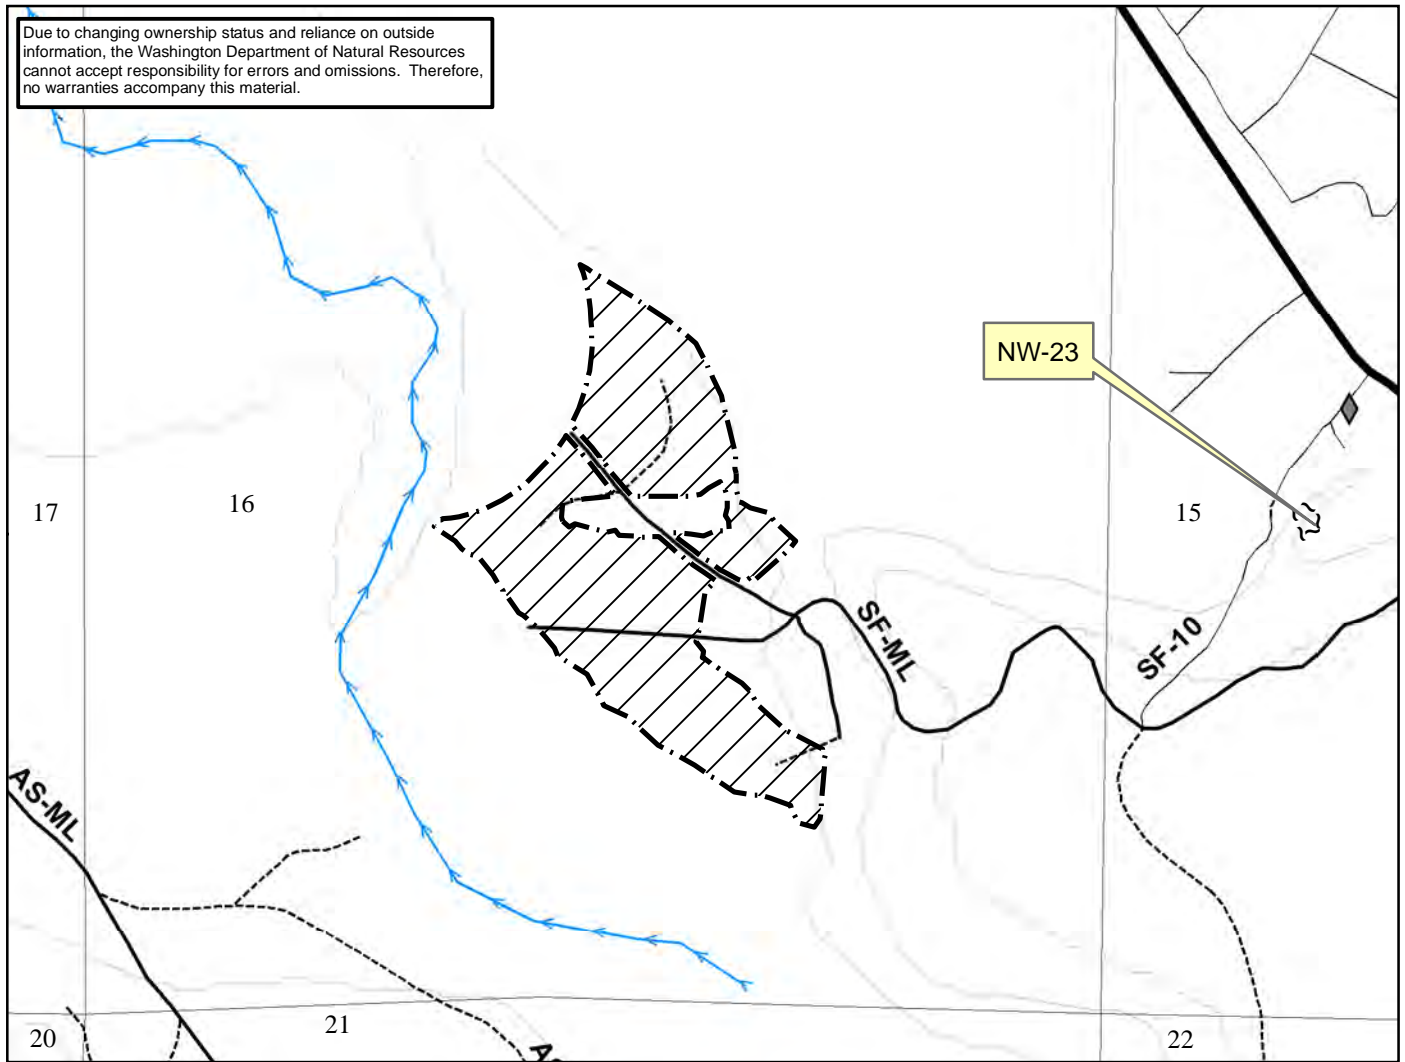 Due to changing ownership status and reliance on outside
information, the Washington Department of Natural Resources
cannot accept responsibility for errors and omissions.  Therefore,
no warranties accompany this material.
NW-23
17
16
15
SF-ML
SF-10
AS-ML
20
21
22